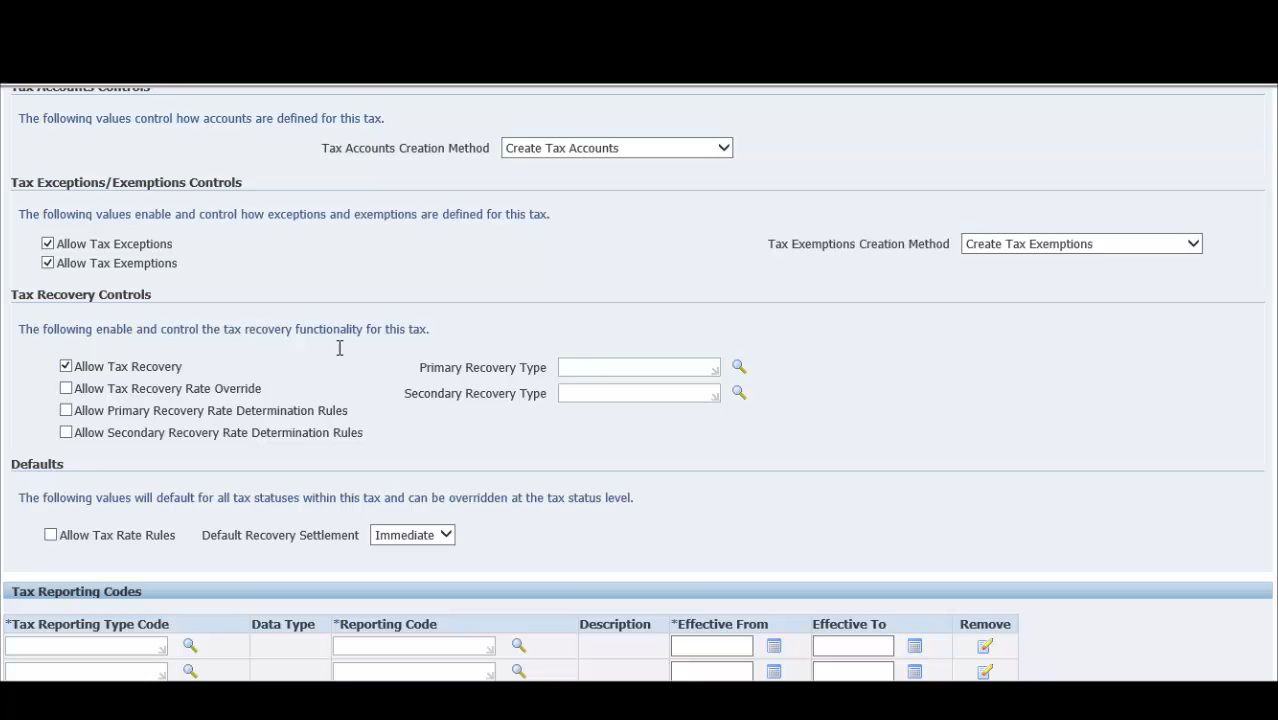 Tax Accounts Controls
The following values control how accounts are defined for this tax.
Tax Accounts Creation Method Create Tax Accounts
Tax Exceptions/Exemptions Controls
The following values enable and control how exceptions and exemptions are defined for this tax.
Allow Tax Exceptions Tax Exemptions Creation Method Create Tax Exemptions
Allow Tax Exemptions
Tax Recovery Controls
The following enable and control the tax recovery functionality for this tax.
Allow Tax Recovery Primary Recovery Type
Allow Tax Recovery Rate Override Secondary Recovery Type
Allow Primary Recovery Rate Determination Rules
Allow Secondary Recovery Rate Determination Rules
Defaults
The following values will default for all tax statuses within this tax and can be overridden at the tax status level.
Allow Tax Rate Rules Default Recovery Settlement Immediate
Tax Reporting Codes
*Tax Reporting Type Code Data Type *Reporting Code Description *Effective From Effective To Remove